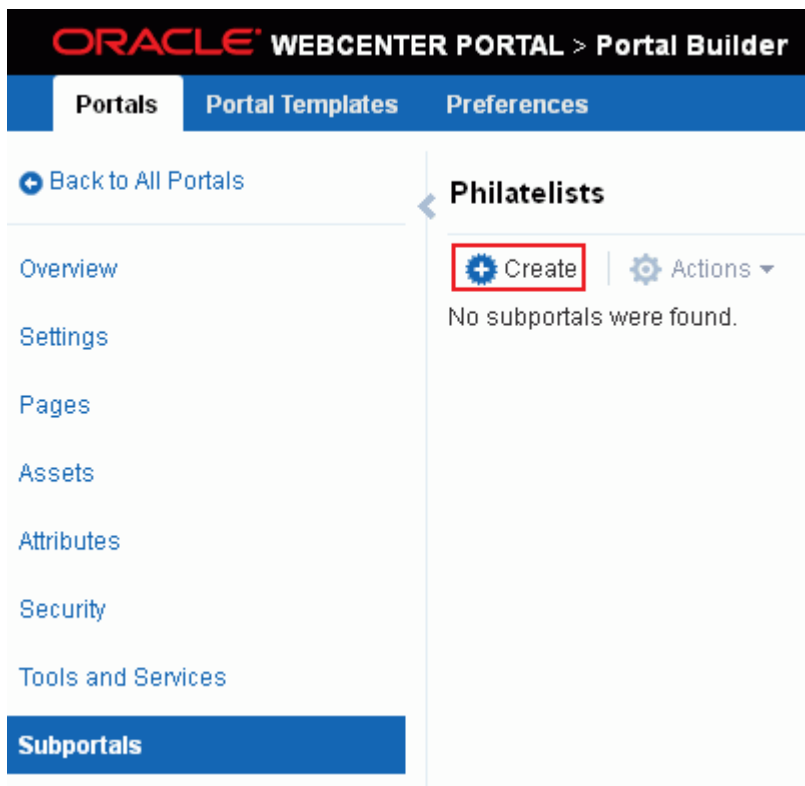 ORACLE WEBCENTER PORTAL > Portal Builder
Portals Portal Templates Preferences
Back to All Portals
Overview
Settings
Pages
Assets
Attributes
Security
Tools and Services
Subportals
Philatelists
Create Actions
No subportals were found.